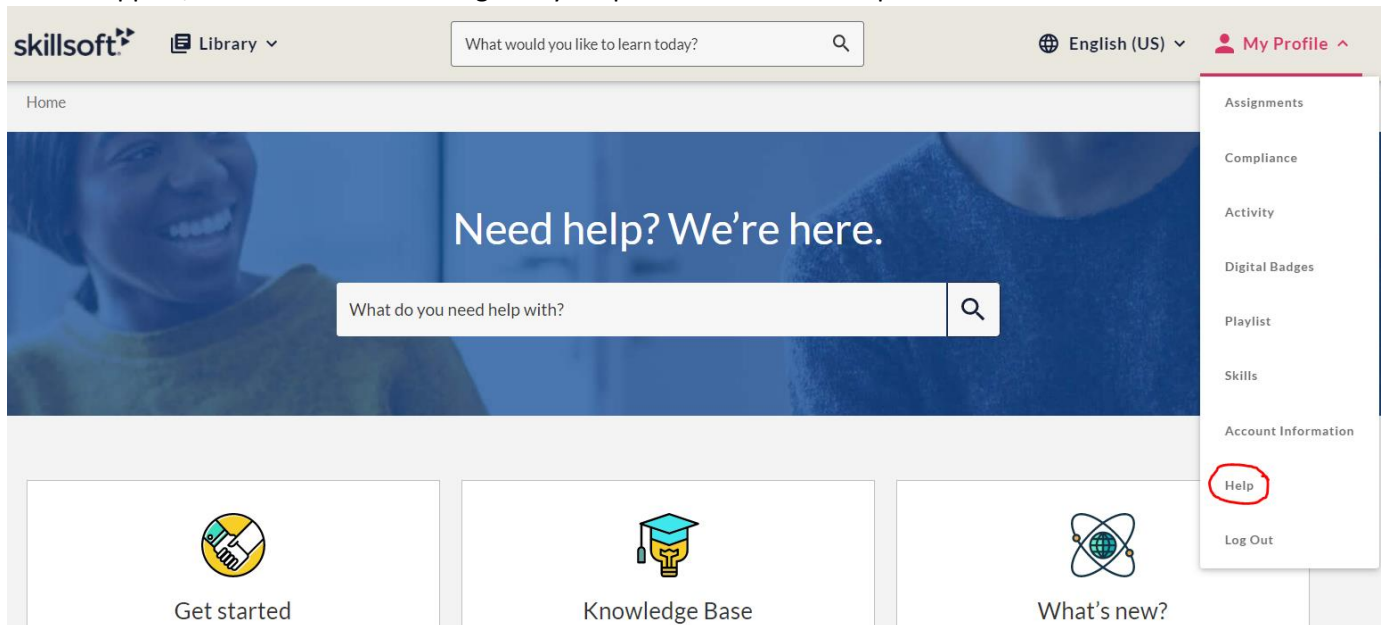 skillsoft
Library
What would you like to learn today?
English (US)
My Profile
Home
Assignments
Compliance
Activity
Digital Badges
Playlist
Skills
Account Information
Help
Log Out
Need help? We're here.
What do you need help with?
Get started
Knowledge Base
What's new?